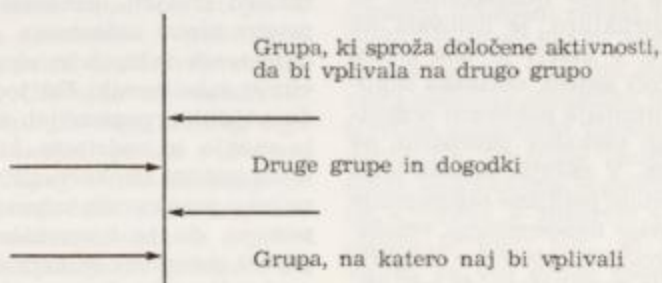 Grupa, ki sproža določene aktivnosti,
da bi vplivala na drugo grupo
Druge grupe in dogodki
Grupa, na katero naj bi vplivali